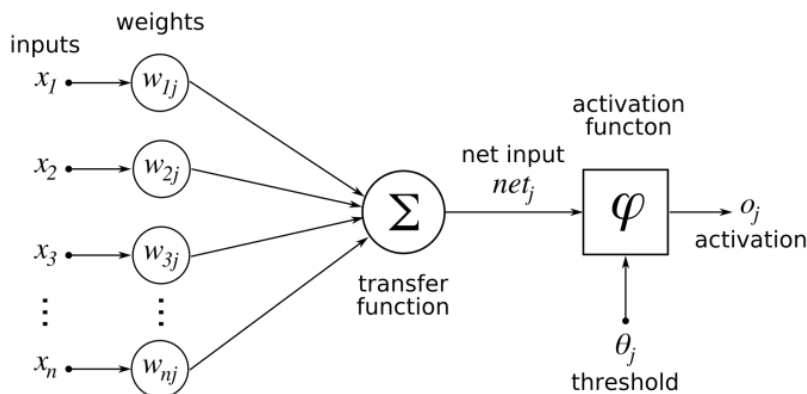 weights
inputs
x₁
w₁ⱼ
activation
functon
x₂
w₂ⱼ
net input
netⱼ
Σ
φ
oⱼ
activation
x₃
w₃ⱼ
transfer
function
⋮
⋮
xₙ
wₙⱼ
θⱼ
threshold